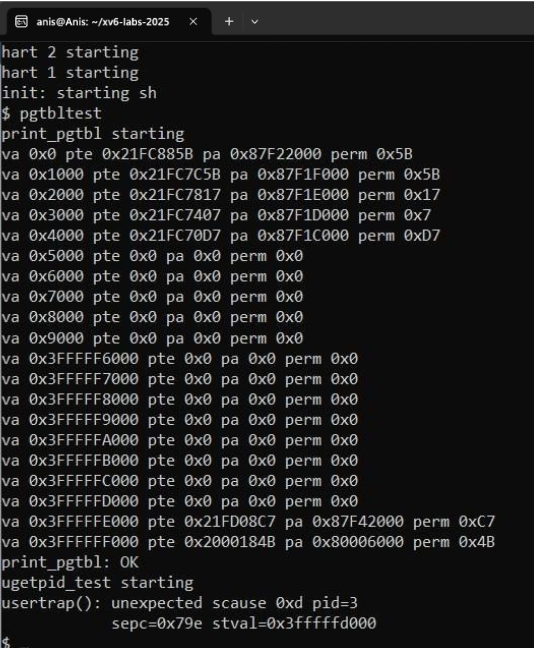 anis@Anis: ~/xv6-labs-2025
hart 2 starting
hart 1 starting
init: starting sh
$ pgtbltest
print_pgtbl starting
va 0x0 pte 0x21FC885B pa 0x87F22000 perm 0x5B
va 0x1000 pte 0x21FC7C5B pa 0x87F1F000 perm 0x5B
va 0x2000 pte 0x21FC7817 pa 0x87F1E000 perm 0x17
va 0x3000 pte 0x21FC7407 pa 0x87F1D000 perm 0x7
va 0x4000 pte 0x21FC70D7 pa 0x87F1C000 perm 0xD7
va 0x5000 pte 0x0 pa 0x0 perm 0x0
va 0x6000 pte 0x0 pa 0x0 perm 0x0
va 0x7000 pte 0x0 pa 0x0 perm 0x0
va 0x8000 pte 0x0 pa 0x0 perm 0x0
va 0x9000 pte 0x0 pa 0x0 perm 0x0
va 0x3FFFFF6000 pte 0x0 pa 0x0 perm 0x0
va 0x3FFFFF7000 pte 0x0 pa 0x0 perm 0x0
va 0x3FFFFF8000 pte 0x0 pa 0x0 perm 0x0
va 0x3FFFFF9000 pte 0x0 pa 0x0 perm 0x0
va 0x3FFFFFA000 pte 0x0 pa 0x0 perm 0x0
va 0x3FFFFFB000 pte 0x0 pa 0x0 perm 0x0
va 0x3FFFFFC000 pte 0x0 pa 0x0 perm 0x0
va 0x3FFFFFD000 pte 0x0 pa 0x0 perm 0x0
va 0x3FFFFFE000 pte 0x21FD08C7 pa 0x87F42000 perm 0xC7
va 0x3FFFFFF000 pte 0x2000184B pa 0x80006000 perm 0x4B
print_pgtbl: OK
ugetpid_test starting
usertrap(): unexpected scause 0xd pid=3
sepc=0x79e stval=0x3fffffd000
$